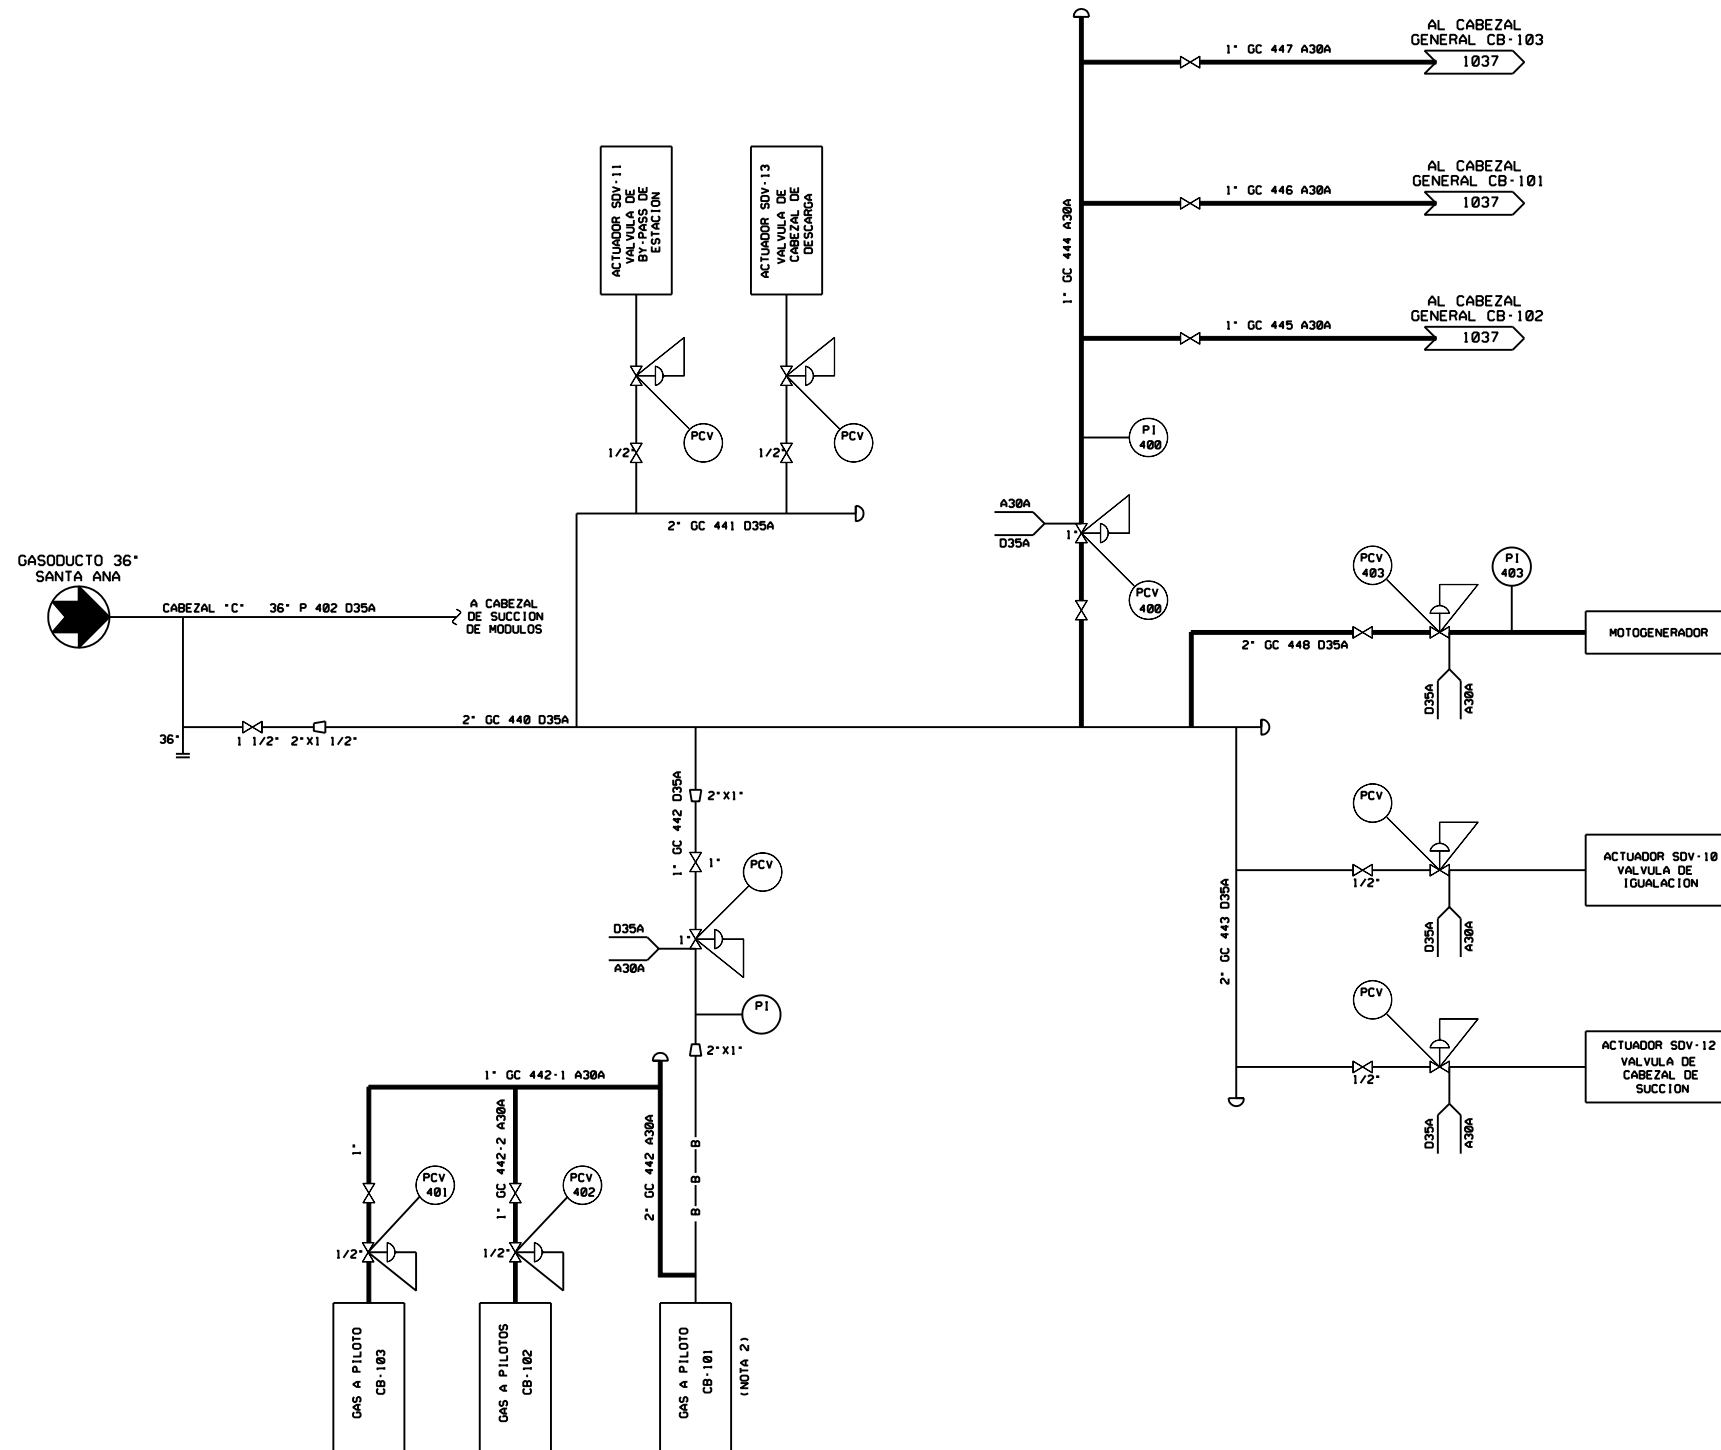 AL CABEZAL
GENERAL CB-103
1" GC 447 A30A
1037
AL CABEZAL
GENERAL CB-101
1" GC 446 A30A
1037
1" GC 444 A30A
AL CABEZAL
GENERAL CB-102
1" GC 445 A30A
1037
ACTUADOR SDV-11
VALVULA DE
BY-PASS DE
ESTACION
ACTUADOR SDV-13
VALVULA DE
CABEZAL DE
DESCARGA
PCV
PCV
1/2"
1/2"
PI
400
2" GC 441 D35A
A30A
D35A
1"
PCV
400
GASODUCTO 36"
SANTA ANA
CABEZAL "C"
36" P 402 D35A
A CABEZAL
DE SUCCION
DE MODULOS
PCV
403
PI
403
MOTOGENERADOR
2" GC 448 D35A
D35A
A30A
36"
1 1/2"
2"X1 1/2"
2" GC 440 D35A
1" GC 442 D35A
2"X1"
1"
PCV
D35A
A30A
1"
PI
2"X1"
2" GC 443 D35A
PCV
1/2"
ACTUADOR SDV-10
VALVULA DE
IGUALACION
D35A
A30A
PCV
1/2"
ACTUADOR SDV-12
VALVULA DE
CABEZAL DE
SUCCION
D35A
A30A
1" GC 442-1 A30A
1"
1" GC 442-2 A30A
2" GC 442 A30A
B
B
B
PCV
401
PCV
402
1/2"
1/2"
GAS A PILOTO
CB-103
GAS A PILOTOS
CB-102
GAS A PILOTO
CB-101
(NOTA 2)